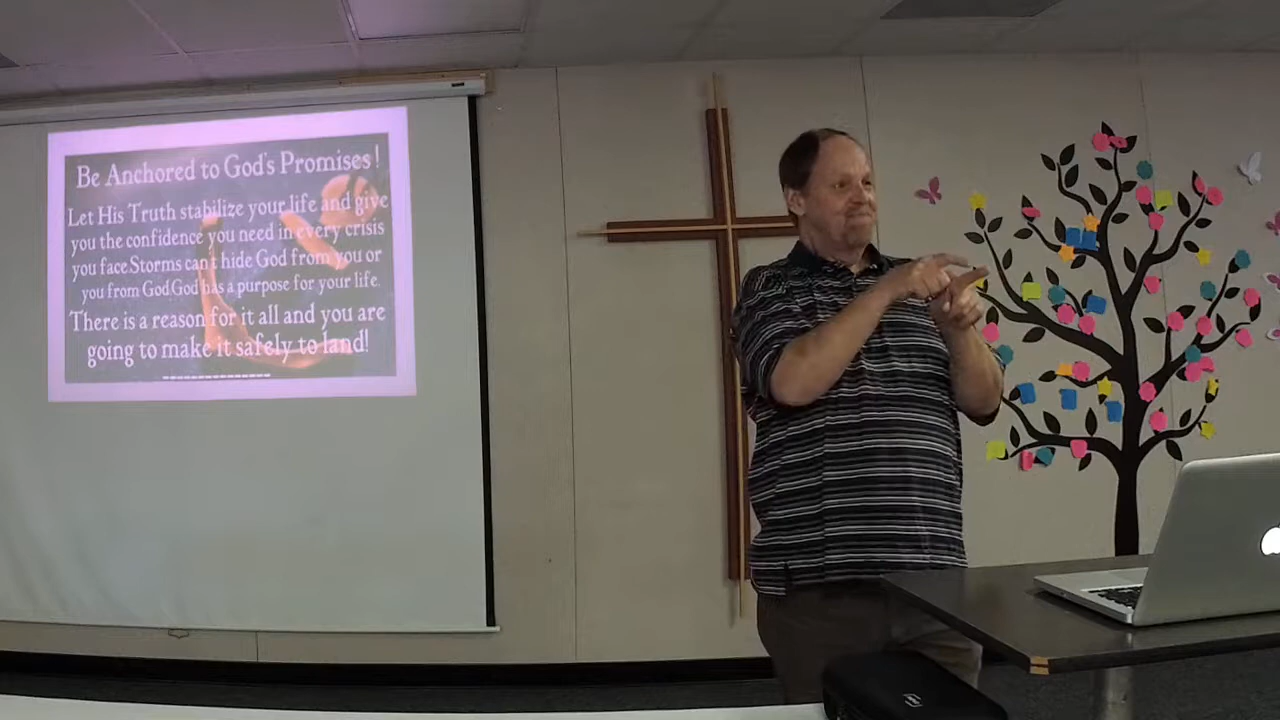 Be Anchored to God's Promises !
Let His Truth stabilize your life and give
you the confidence you need in every crisis
you face.Storms can't hide God from you or
you from God.God has a purpose for your life.
There is a reason for it all and you are
going to make it safely to land!